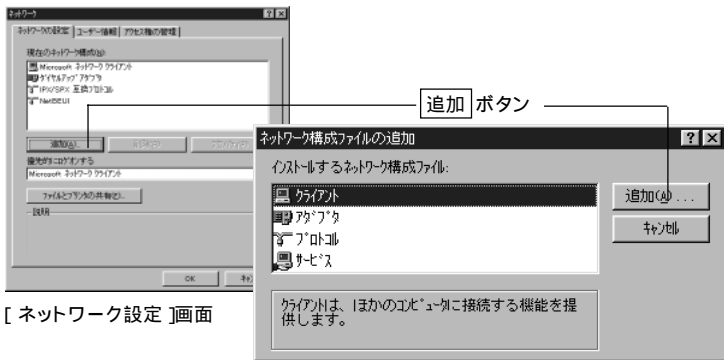 ネットワーク
ネットワークの設定
ユーザー情報
アクセス権の管理
現在のネットワーク構成(N):
Microsoft ネットワーク クライアント
ダイヤルアップ アダプタ
IPX/SPX 互換プロトコル
NetBEUI
追加(A)...
優先的にログオンする
Microsoft ネットワーク クライアント
ファイルとプリンタの共有(F)...
説明
OK
[ ネットワーク設定 ]画面
追加 ボタン
ネットワーク構成ファイルの追加
インストールするネットワーク構成ファイル:
クライアント
アダプタ
プロトコル
サービス
追加(A)...
キャンセル
クライアントは、ほかのコンピュータに接続する機能を提
供します。